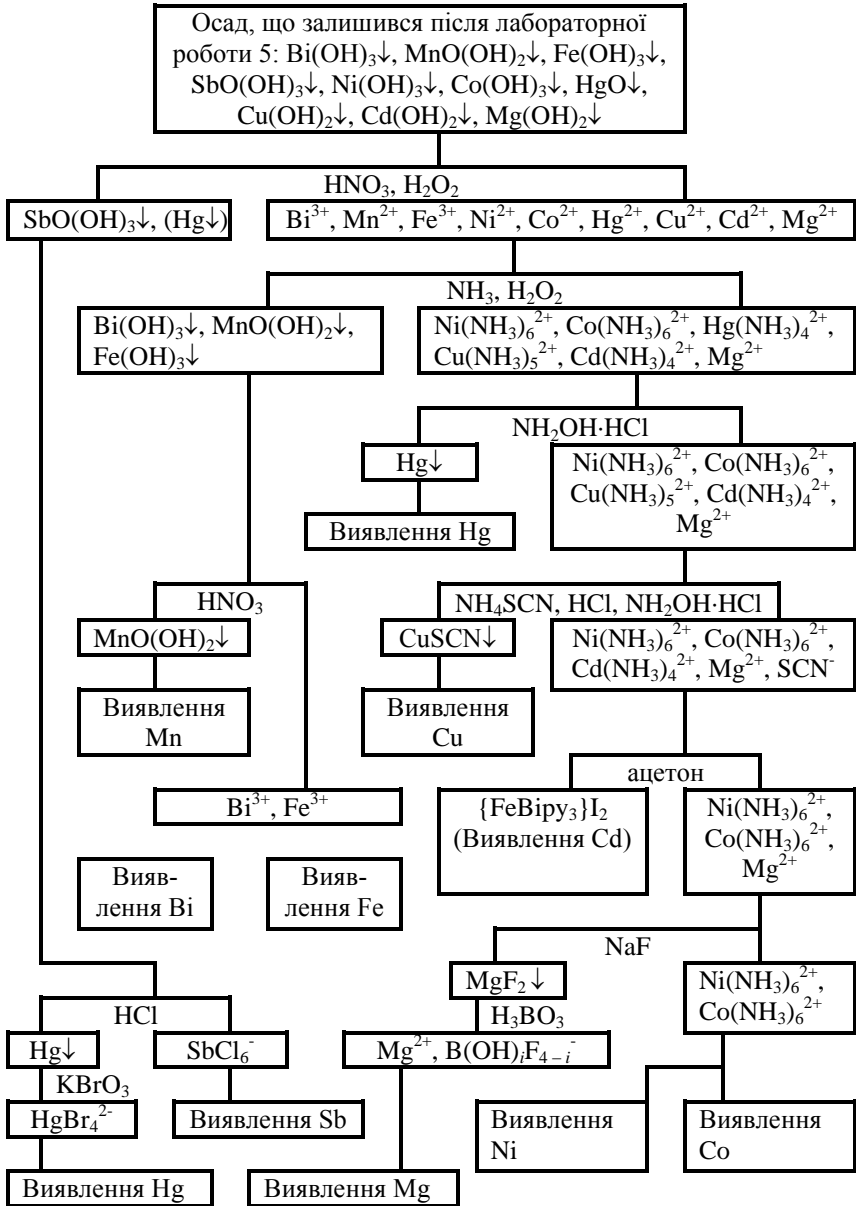 Осад, що залишився після лабораторної
роботи 5: Bi(OH)₃↓, MnO(OH)₂↓, Fe(OH)₃↓,
SbO(OH)₃↓, Ni(OH)₃↓, Co(OH)₃↓, HgO↓,
Cu(OH)₂↓, Cd(OH)₂↓, Mg(OH)₂↓
HNO₃, H₂O₂
SbO(OH)₃↓, (Hg↓)
Bi³⁺, Mn²⁺, Fe³⁺, Ni²⁺, Co²⁺, Hg²⁺, Cu²⁺, Cd²⁺, Mg²⁺
NH₃, H₂O₂
Bi(OH)₃↓, MnO(OH)₂↓,
Fe(OH)₃↓
Ni(NH₃)₆²⁺, Co(NH₃)₆²⁺, Hg(NH₃)₄²⁺,
Cu(NH₃)₅²⁺, Cd(NH₃)₄²⁺, Mg²⁺
NH₂OH·HCl
Hg↓
Ni(NH₃)₆²⁺, Co(NH₃)₆²⁺,
Cu(NH₃)₅²⁺, Cd(NH₃)₄²⁺,
Mg²⁺
Виявлення Hg
HNO₃
NH₄SCN, HCl, NH₂OH·HCl
MnO(OH)₂↓
CuSCN↓
Ni(NH₃)₆²⁺, Co(NH₃)₆²⁺,
Cd(NH₃)₄²⁺, Mg²⁺, SCN⁻
Виявлення
Mn
Виявлення
Cu
ацетон
Bi³⁺, Fe³⁺
{FeBipy₃}I₂
(Виявлення Cd)
Ni(NH₃)₆²⁺,
Co(NH₃)₆²⁺,
Mg²⁺
Вияв-
лення Bi
Вияв-
лення Fe
NaF
MgF₂↓
Ni(NH₃)₆²⁺,
Co(NH₃)₆²⁺
HCl
H₃BO₃
Hg↓
SbCl₆⁻
Mg²⁺, B(OH)ᵢF₄₋ᵢ⁻
KBrO₃
HgBr₄²⁻
Виявлення Sb
Виявлення
Ni
Виявлення
Co
Виявлення Hg
Виявлення Mg